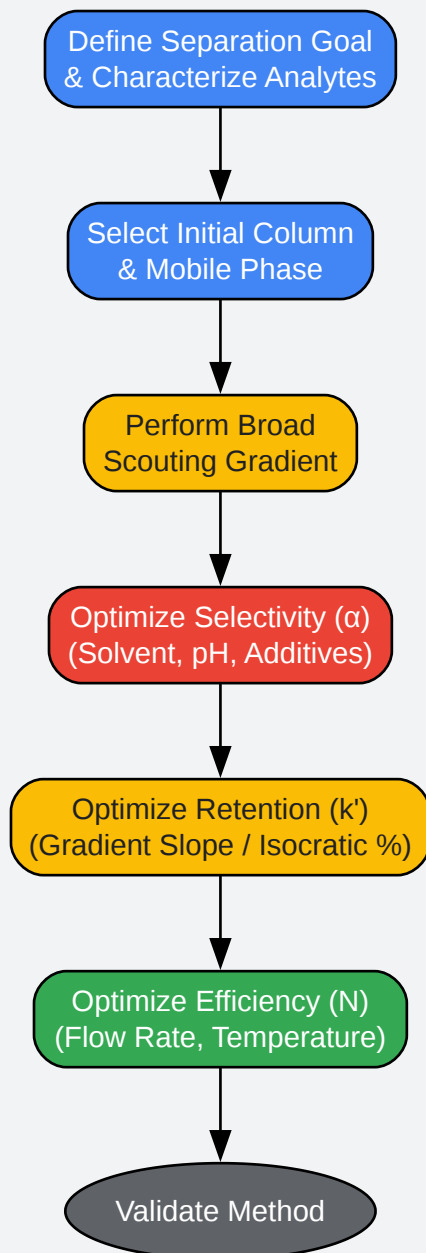 Define Separation Goal
& Characterize Analytes
Select Initial Column
& Mobile Phase
Perform Broad
Scouting Gradient
Optimize Selectivity (α)
(Solvent, pH, Additives)
Optimize Retention (k')
(Gradient Slope / Isocratic %)
Optimize Efficiency (N)
(Flow Rate, Temperature)
Validate Method